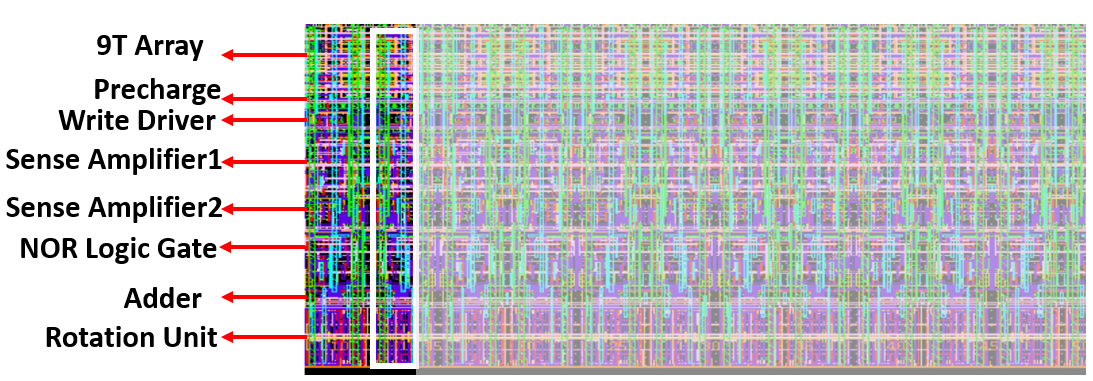 9T Array
Precharge
Write Driver
Sense Amplifier1
Sense Amplifier2
NOR Logic Gate
Adder
Rotation Unit